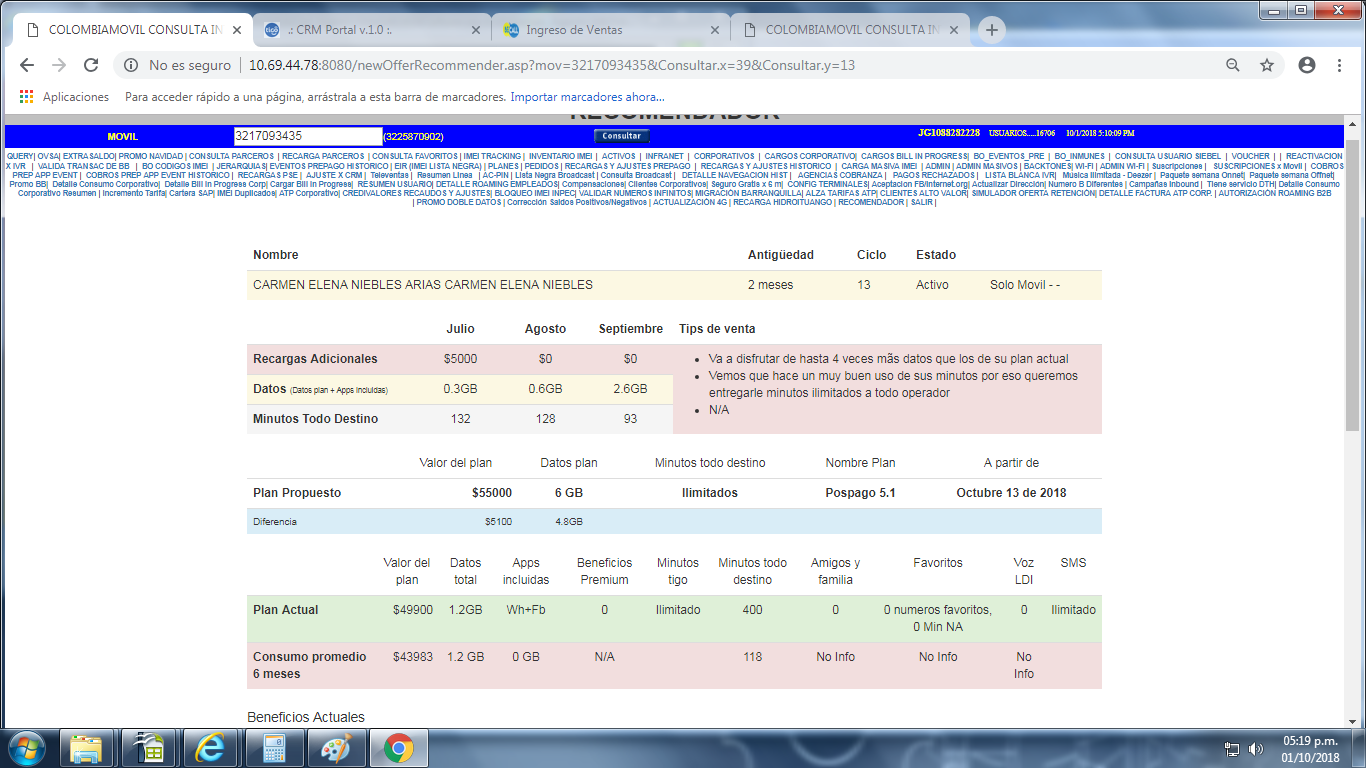 COLOMBIAMOVIL CONSULTA IN
.: CRM Portal v.1.0 :.
Ingreso de Ventas
COLOMBIAMOVIL CONSULTA IN
No es seguro | 10.69.44.78:8080/newOfferRecommender.asp?mov=3217093435&Consultar.x=39&Consultar.y=13
Aplicaciones Para acceder rápido a una página, arrástrala a esta barra de marcadores. Importar marcadores ahora...
RECOMENDADOR
MOVIL 3217093435 (3225870902) Consultar JG1088282228 USUARIOS.....16706 10/1/2018 5:10:09 PM
QUERY| OVSA| EXTRASALDO| PROMO NAVIDAD | CONSULTA PARCEROS | RECARGA PARCEROS | CONSULTA FAVORITOS | IMEI TRACKING | INVENTARIO IMEI | ACTIVOS | INFRANET | CORPORATIVOS | CARGOS CORPORATIVO| CARGOS BILL IN PROGRESS| BO_EVENTOS_PRE | BO_INMUNES | CONSULTA USUARIO SIEBEL | VOUCHER | | REACTIVACION
X IVR | VALIDA TRANSAC DE BB | BO CODIGOS IMEI | JERARQUIAS| EVENTOS PREPAGO HISTORICO | EIR (IMEI LISTA NEGRA) | PLANES | PEDIDOS | RECARGAS Y AJUSTES PREPAGO | RECARGAS Y AJUSTES HISTORICO | CARGA MASIVA IMEI | ADMIN | ADMIN MASIVOS | BACKTONES| WI-FI | ADMIN WI-FI | Suscripciones | SUSCRIPCIONES x Movil | COBROS
PREP APP EVENT | COBROS PREP APP EVENT HISTORICO | RECARGAS PSE | AJUSTE X CRM | Televentas | Resumen Linea | AC-PIN | Lista Negra Broadcast | Consulta Broadcast | DETALLE NAVEGACION HIST | AGENCIAS COBRANZA | PAGOS RECHAZADOS | LISTA BLANCA IVR| Música Ilimitada - Deezer | Paquete semana Onnet| Paquete semana Offnet|
Promo BB| Detalle Consumo Corporativo| Detalle Bill In Progress Corp| Cargar Bill In Progress| RESUMEN USUARIO| DETALLE ROAMING EMPLEADOS| Compensaciones| Clientes Corporativos| Seguro Gratis x 6 m| CONFIG TERMINALES| Aceptacion FB/Internet.org| Actualizar Dirección| Numero B Diferentes | Campañas Inbound | Tiene servicio DTH| Detalle Consumo
Corporativo Resumen | Incremento Tarifa| Cartera SAP| IMEI Duplicados| ATP Corporativo| CREDIVALORES RECAUDOS Y AJUSTES| BLOQUEO IMEI INPEC| VALIDAR NUMEROS INFINITOS| MIGRACIÓN BARRANQUILLA| ALZA TARIFAS ATP| CLIENTES ALTO VALOR| SIMULADOR OFERTA RETENCIÓN| DETALLE FACTURA ATP CORP. | AUTORIZACIÓN ROAMING B2B
| PROMO DOBLE DATOS | Corrección Saldos Positivos/Negativos | ACTUALIZACIÓN 4G | RECARGA HIDROITUANGO | RECOMENDADOR | SALIR |
Nombre Antigüedad Ciclo Estado
CARMEN ELENA NIEBLES ARIAS CARMEN ELENA NIEBLES 2 meses 13 Activo Solo Movil - -
Julio Agosto Septiembre Tips de venta
Recargas Adicionales $5000 $0 $0
Datos (Datos plan + Apps incluidas) 0.3GB 0.6GB 2.6GB
Minutos Todo Destino 132 128 93
• Va a disfrutar de hasta 4 veces mãs datos que los de su plan actual
• Vemos que hace un muy buen uso de sus minutos por eso queremos
entregarle minutos ilimitados a todo operador
• N/A
Valor del plan Datos plan Minutos todo destino Nombre Plan A partir de
Plan Propuesto $55000 6 GB Ilimitados Pospago 5.1 Octubre 13 de 2018
Diferencia $5100 4.8GB
Valor del plan Datos total Apps incluidas Beneficios Premium Minutos tigo Minutos todo destino Amigos y familia Favoritos Voz LDI SMS
Plan Actual $49900 1.2GB Wh+Fb 0 Ilimitado 400 0 0 numeros favoritos, 0 Min NA 0 Ilimitado
Consumo promedio 6 meses $43983 1.2 GB 0 GB N/A 118 No Info No Info No Info
Beneficios Actuales
05:19 p.m.
01/10/2018